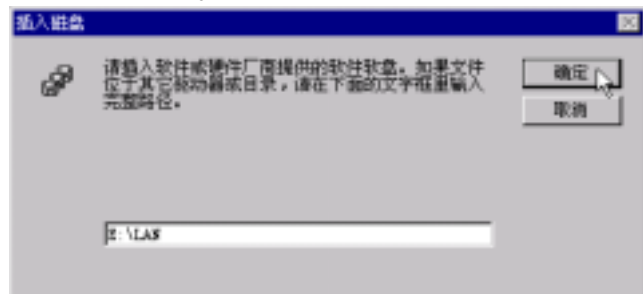 插入磁盘
请插入软件或硬件厂商提供的软件软盘。如果文件
位于其它驱动器或目录，请在下面的文字框里输入
完整路径。
确定
取消
E:\LAN